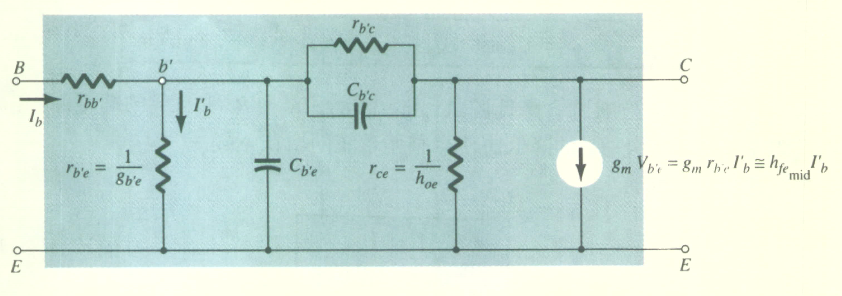 r_b'c
B
b'
C
r_bb'
C_b'c
I_b
I'_b
r_b'e = 1/g_b'e
C_b'e
r_ce = 1/h_oe
g_m V_b'e = g_m r_b'e I'_b ≅ h_fe_mid I'_b
E
E